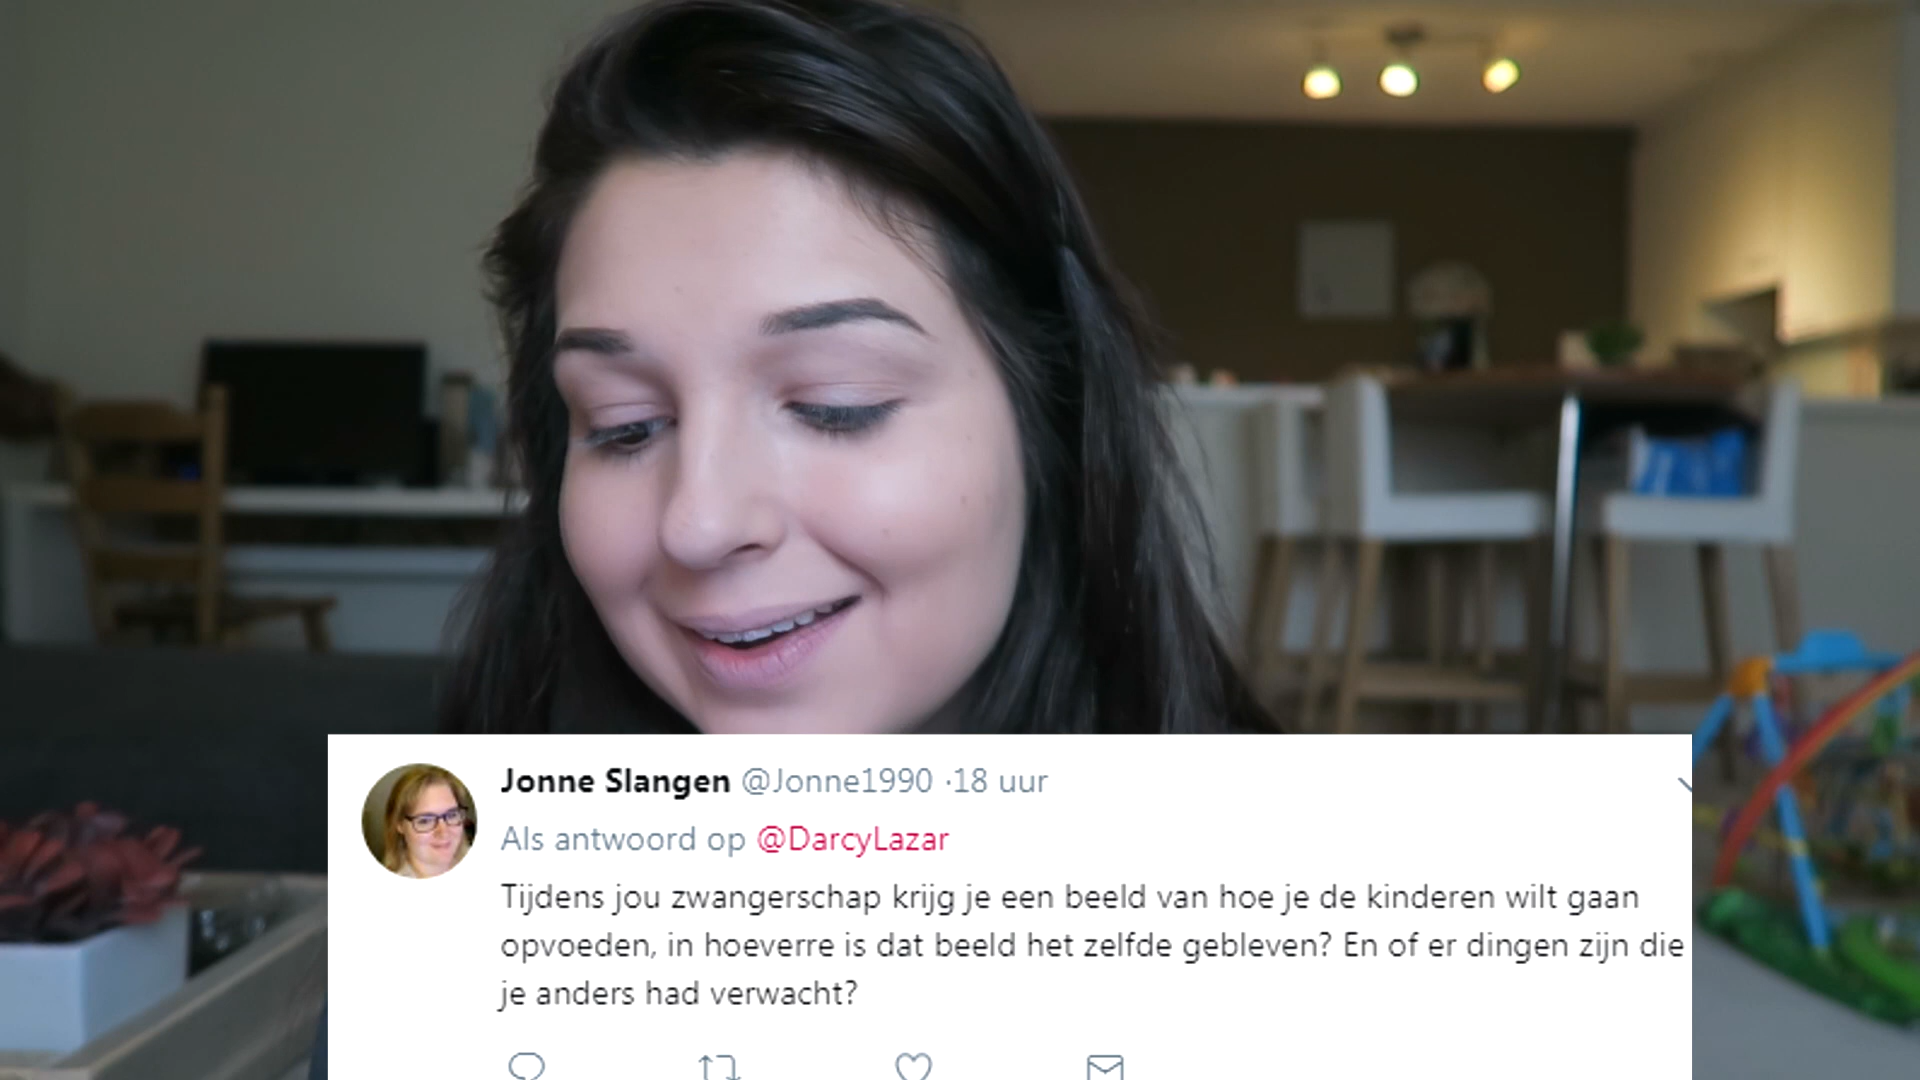 Jonne Slangen @Jonne1990 ·18 uur
Als antwoord op @DarcyLazar
Tijdens jou zwangerschap krijg je een beeld van hoe je de kinderen wilt gaan
opvoeden, in hoeverre is dat beeld het zelfde gebleven? En of er dingen zijn die
je anders had verwacht?